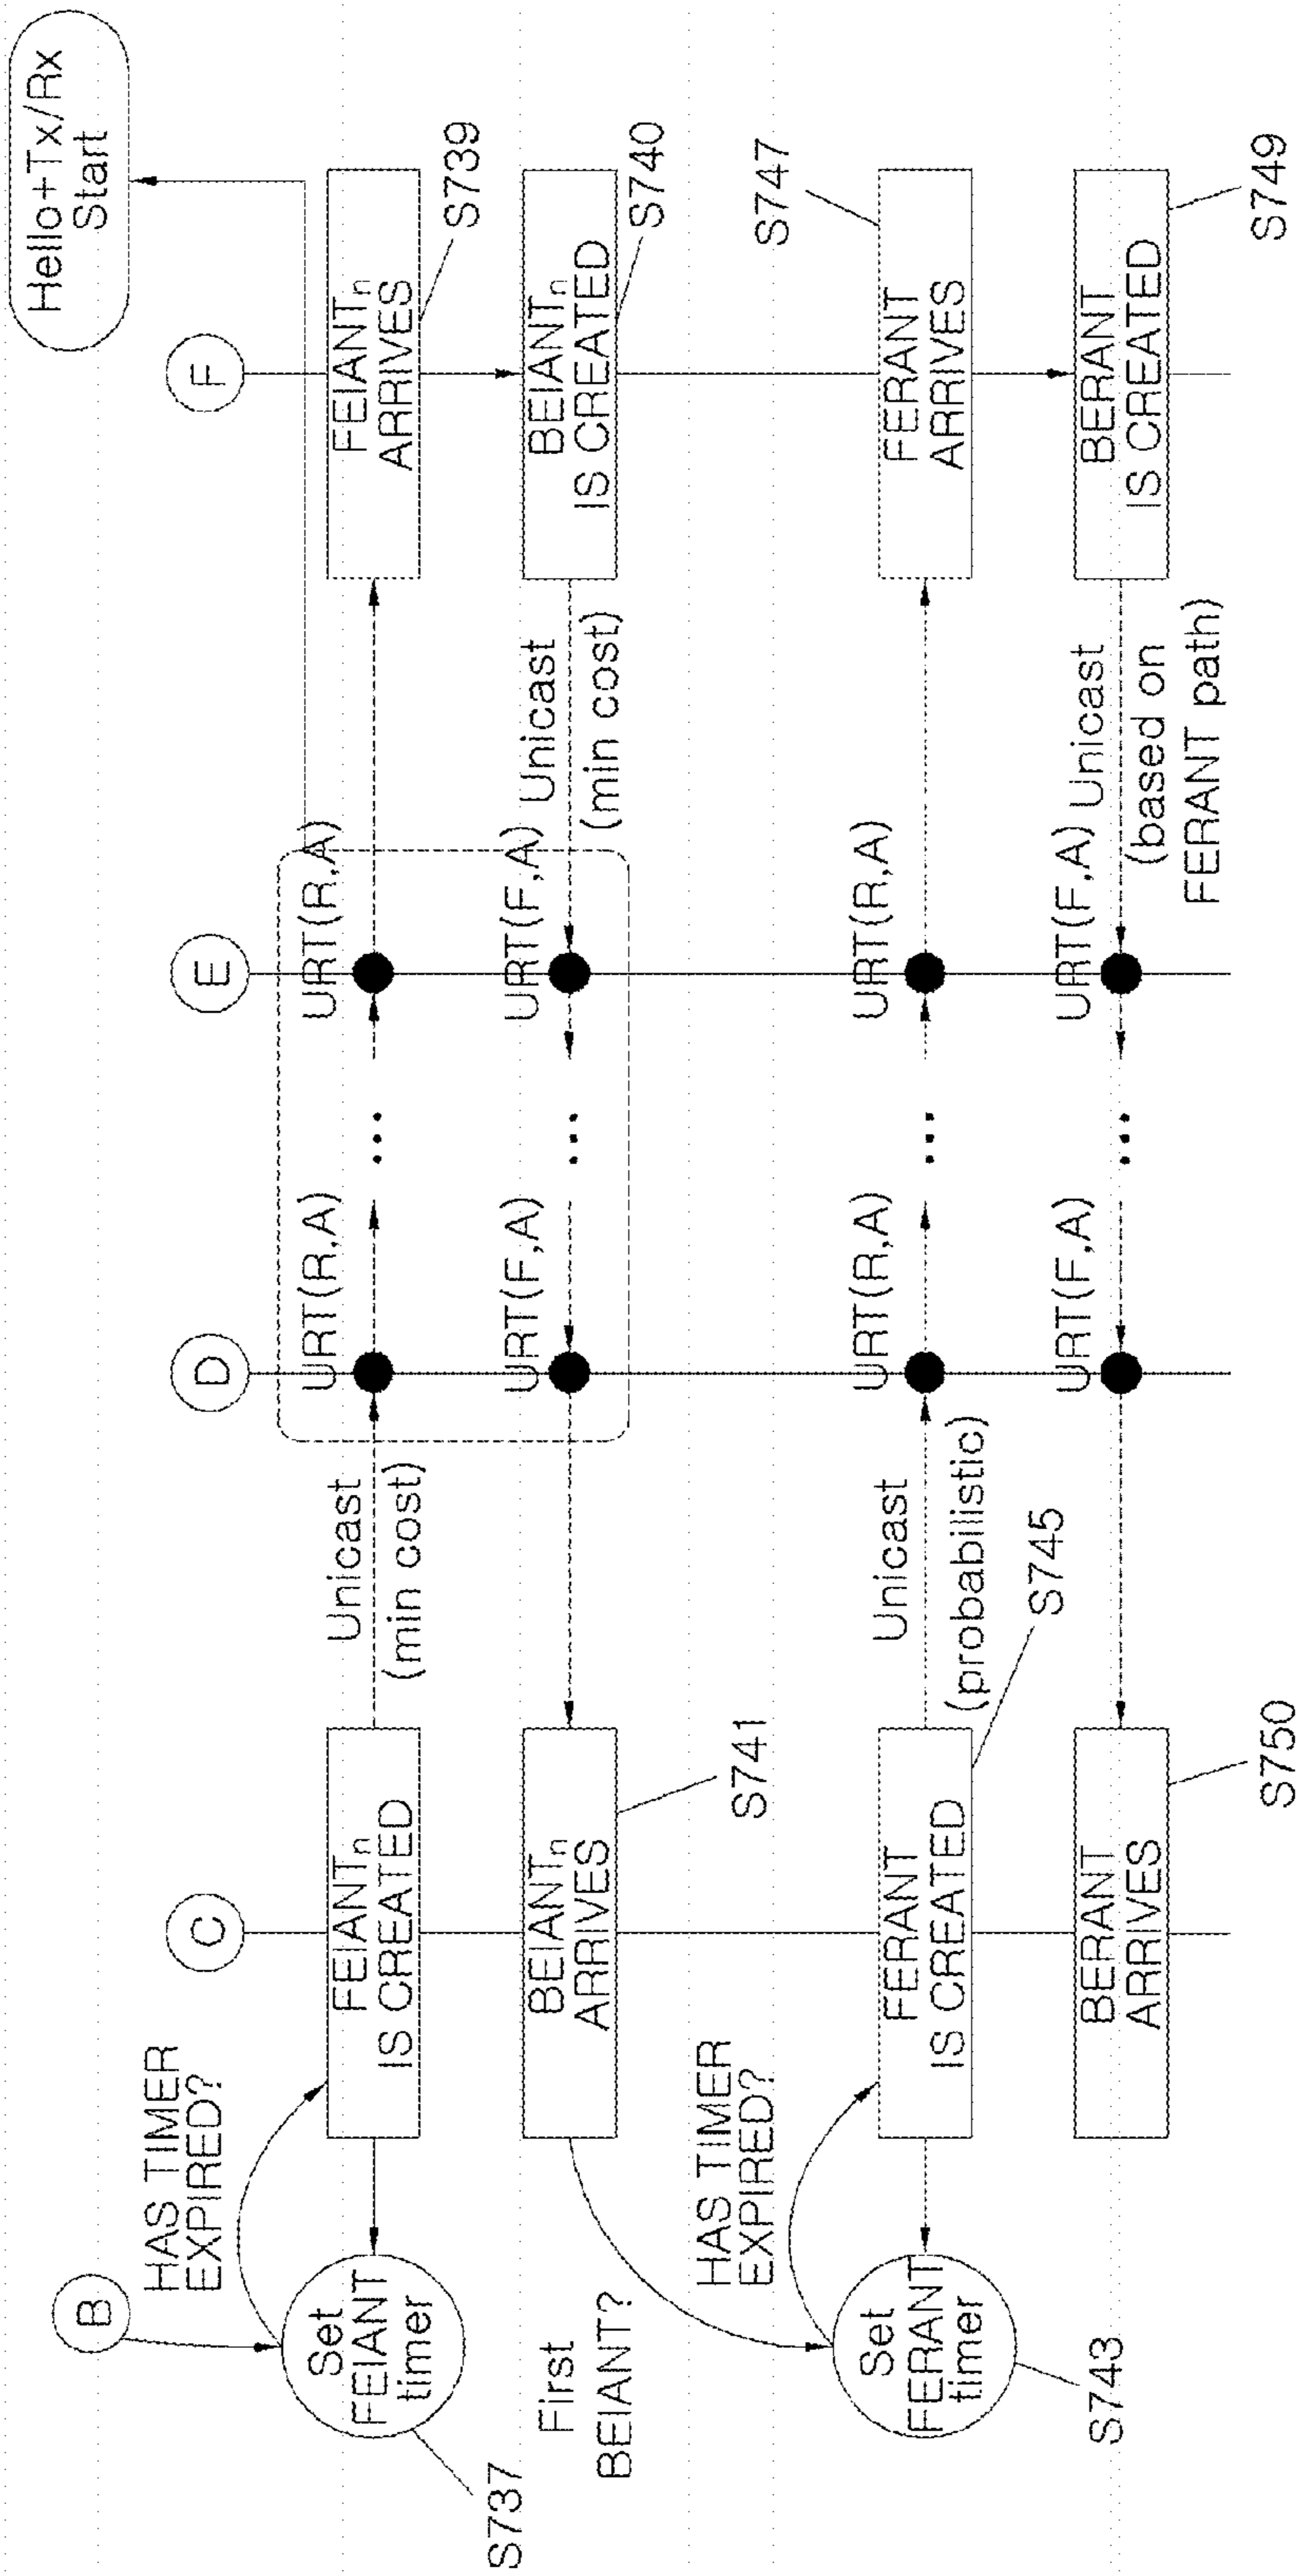 Hello+Tx/Rx
Start
B
C
D
E
F
HAS TIMER
EXPIRED?
Set
FEIANT
timer
S737
FEIANTn
IS CREATED
Unicast
(min cost)
URT(R,A)
...
URT(R,A)
FEIANTn
ARRIVES
S739
First
BEIANT?
BEIANTn
ARRIVES
S741
URT(F,A)
...
URT(F,A)
Unicast
(min cost)
BEIANTn
IS CREATED
S740
HAS TIMER
EXPIRED?
Set
FERANT
timer
S743
FERANT
IS CREATED
S745
Unicast
(probabilistic)
URT(R,A)
...
URT(R,A)
FERANT
ARRIVES
S747
BERANT
ARRIVES
S750
URT(F,A)
...
URT(F,A)
Unicast
(based on
FERANT path)
BERANT
IS CREATED
S749